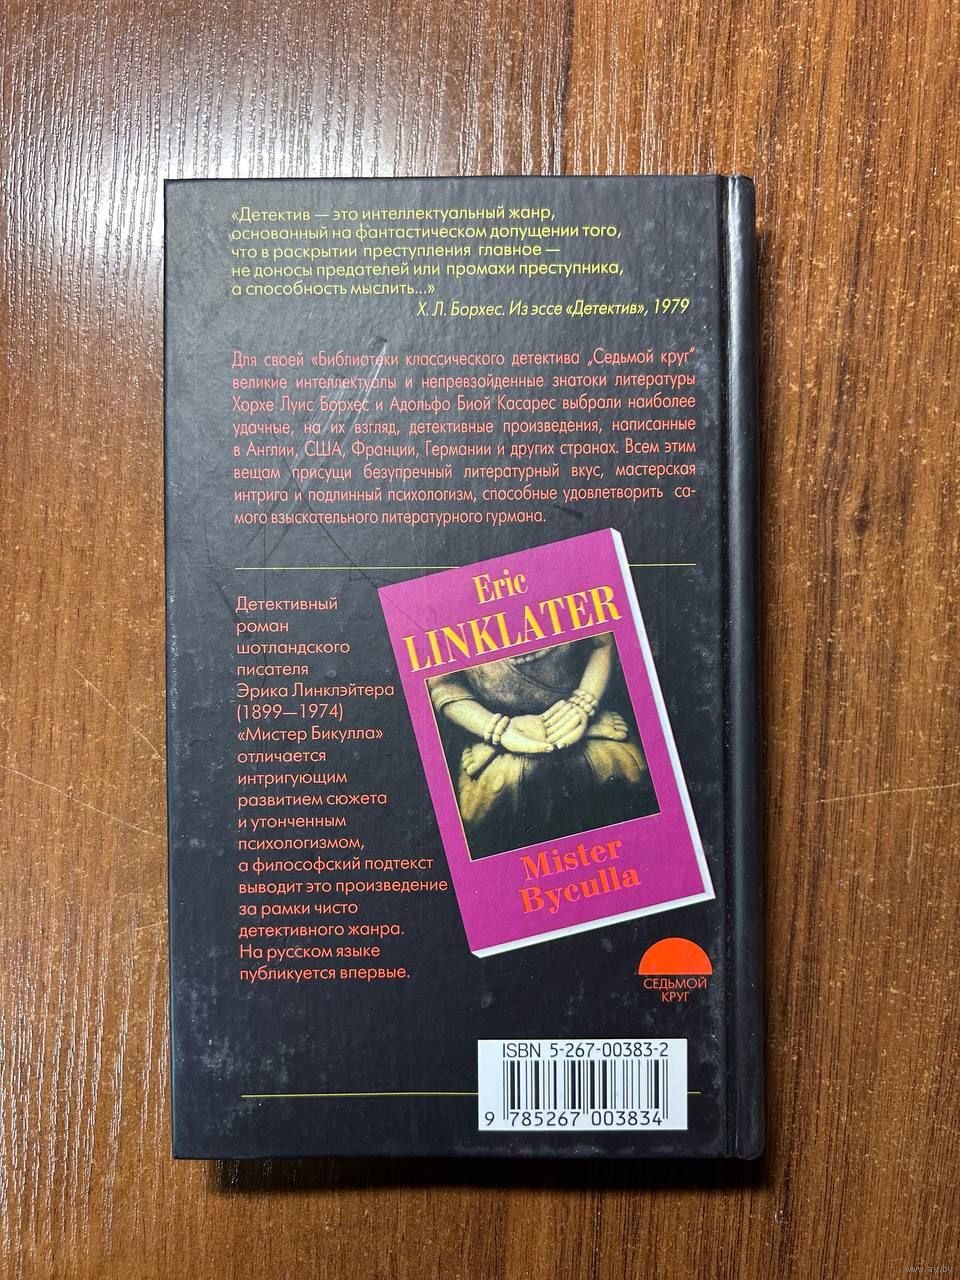 «Детектив — это интеллектуальный жанр,
основанный на фантастическом допущении того,
что в раскрытии преступления главное —
не доносы предателей или промахи преступника,
а способность мыслить...»
Х. Л. Борхес. Из эссе «Детектив», 1979
Для своей «Библиотеки классического детектива „Седьмой круг“
великие интеллектуалы и непревзойденные знатоки литературы
Хорхе Луис Борхес и Адольфо Биой Касарес выбрали наиболее
удачные, на их взгляд, детективные произведения, написанные
в Англии, США, Франции, Германии и других странах. Всем этим
вещам присущи безупречный литературный вкус, мастерская
интрига и подлинный психологизм, способные удовлетворить са-
мого взыскательного литературного гурмана.
Детективный
роман
шотландского
писателя
Эрика Линклэйтера
(1899—1974)
«Мистер Бикулла»
отличается
интригующим
развитием сюжета
и утонченным
психологизмом,
а философский подтекст
выводит это произведение
за рамки чисто
детективного жанра.
На русском языке
публикуется впервые.
Eric
LINKLATER
Mister
Byculla
СЕДЬМОЙ
КРУГ
ISBN 5-267-00383-2
9 785267 003834
www.ay.by